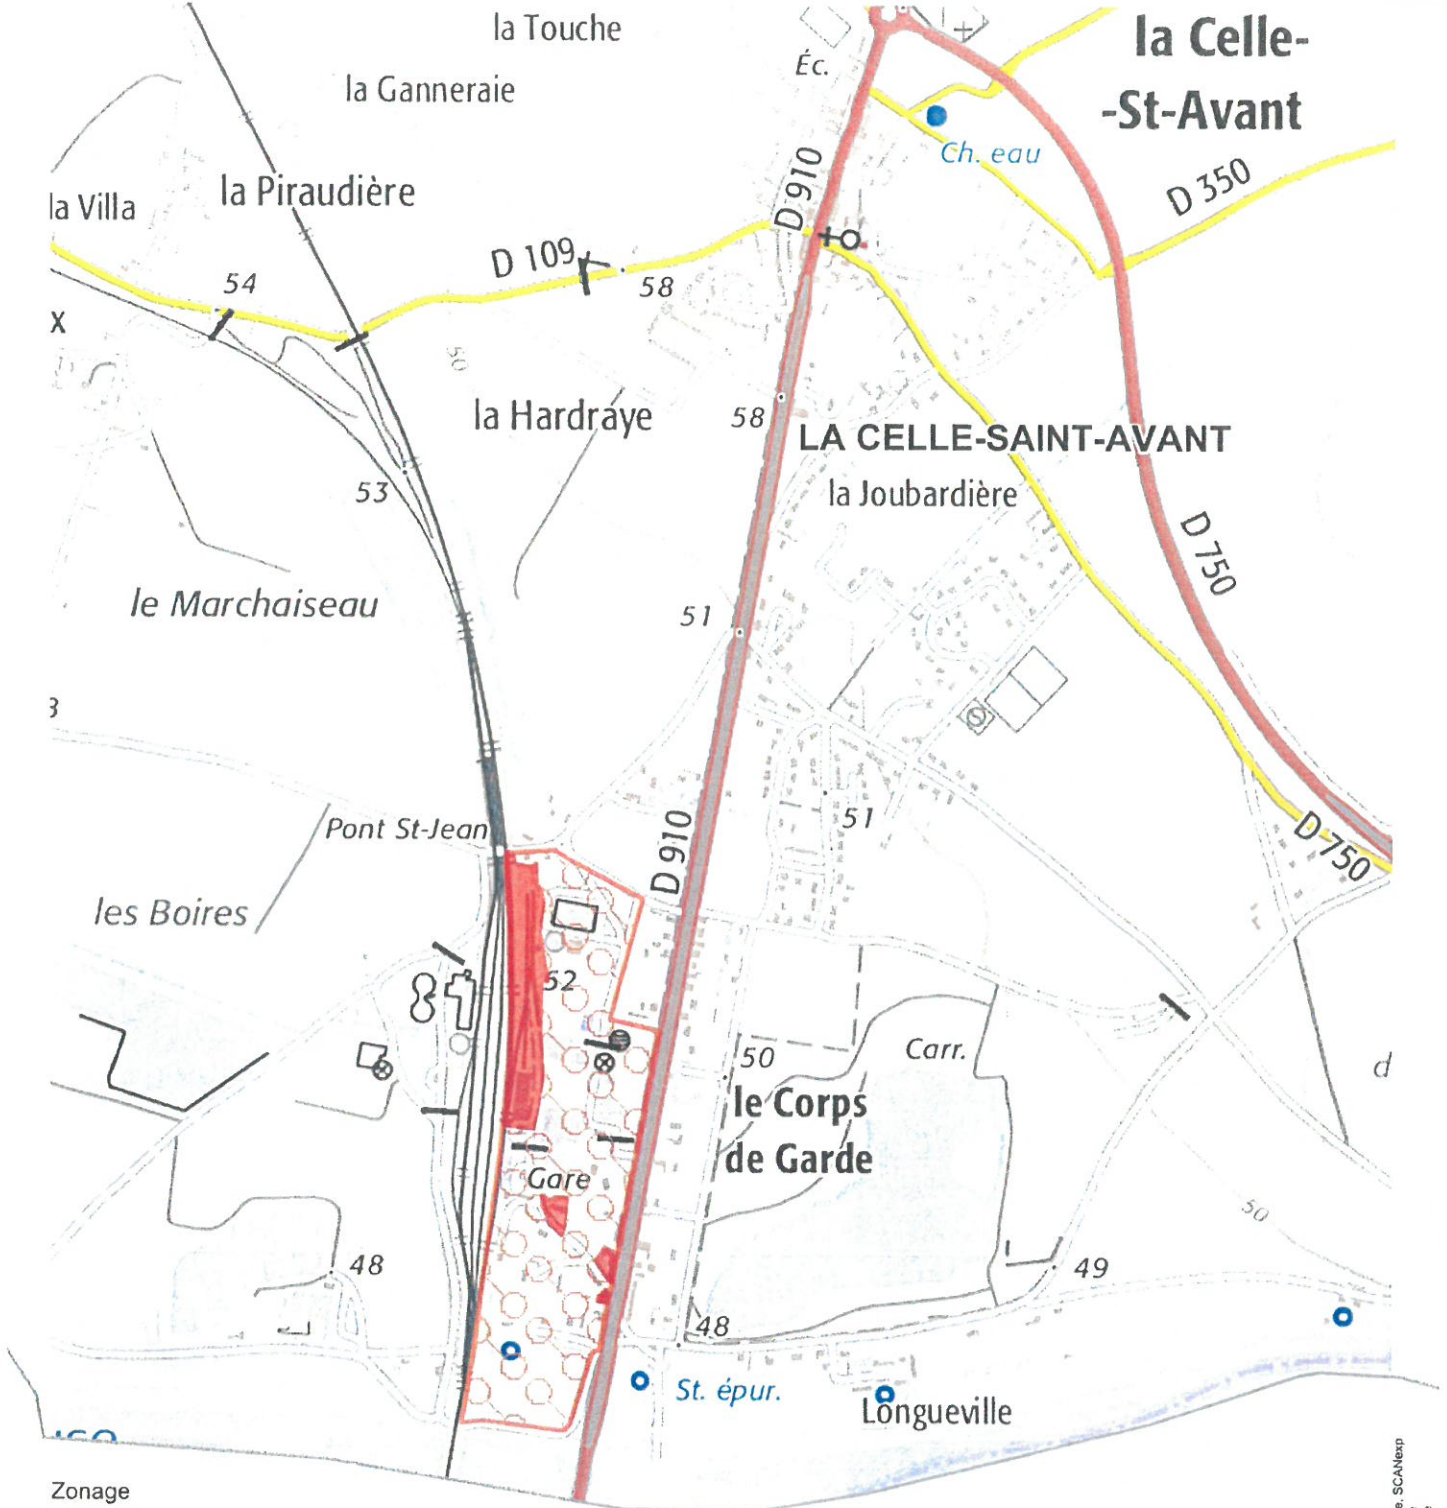 la Touche
la Celle-
-St-Avant
Éc.
la Ganneraie
Ch. eau
D 910
D 350
la Piraudière
la Villa
D 109
54
58
X
50
58
la Hardraye
LA CELLE-SAINT-AVANT
53
la Joubardière
D 750
le Marchaiseau
51
3
51
Pont St-Jean
D 910
D 750
les Boires
52
50
Carr.
d
le Corps
de Garde
Gare
50
48
49
48
St. épur.
Longueville
Zonage
e, SCANexp